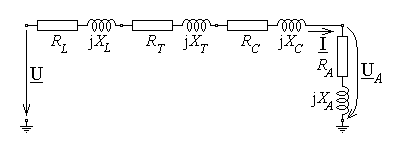 I
R_L jX_L R_T jX_T R_C jX_C
U R_A U_A
jX_A